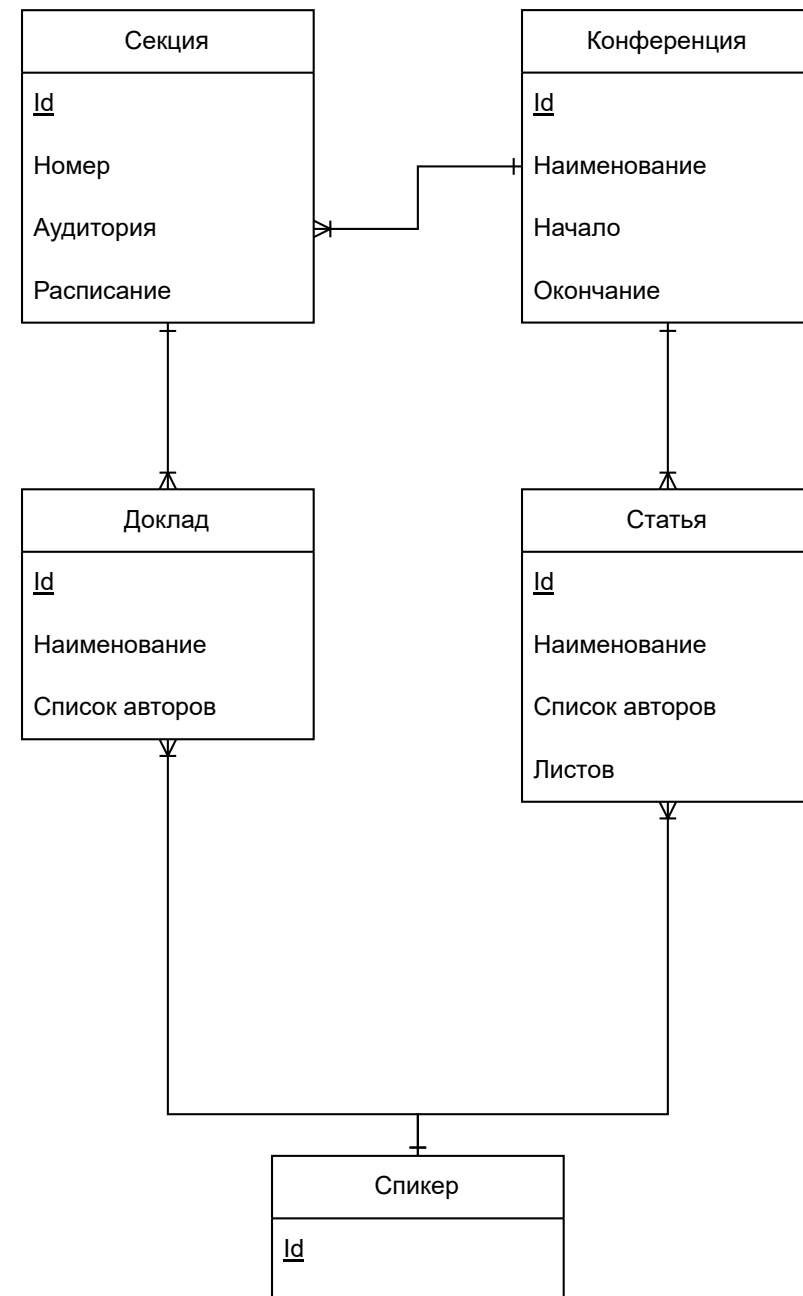 Секция
Id
Номер
Аудитория
Расписание
Конференция
Id
Наименование
Начало
Окончание
Доклад
Id
Наименование
Список авторов
Статья
Id
Наименование
Список авторов
Листов
Спикер
Id